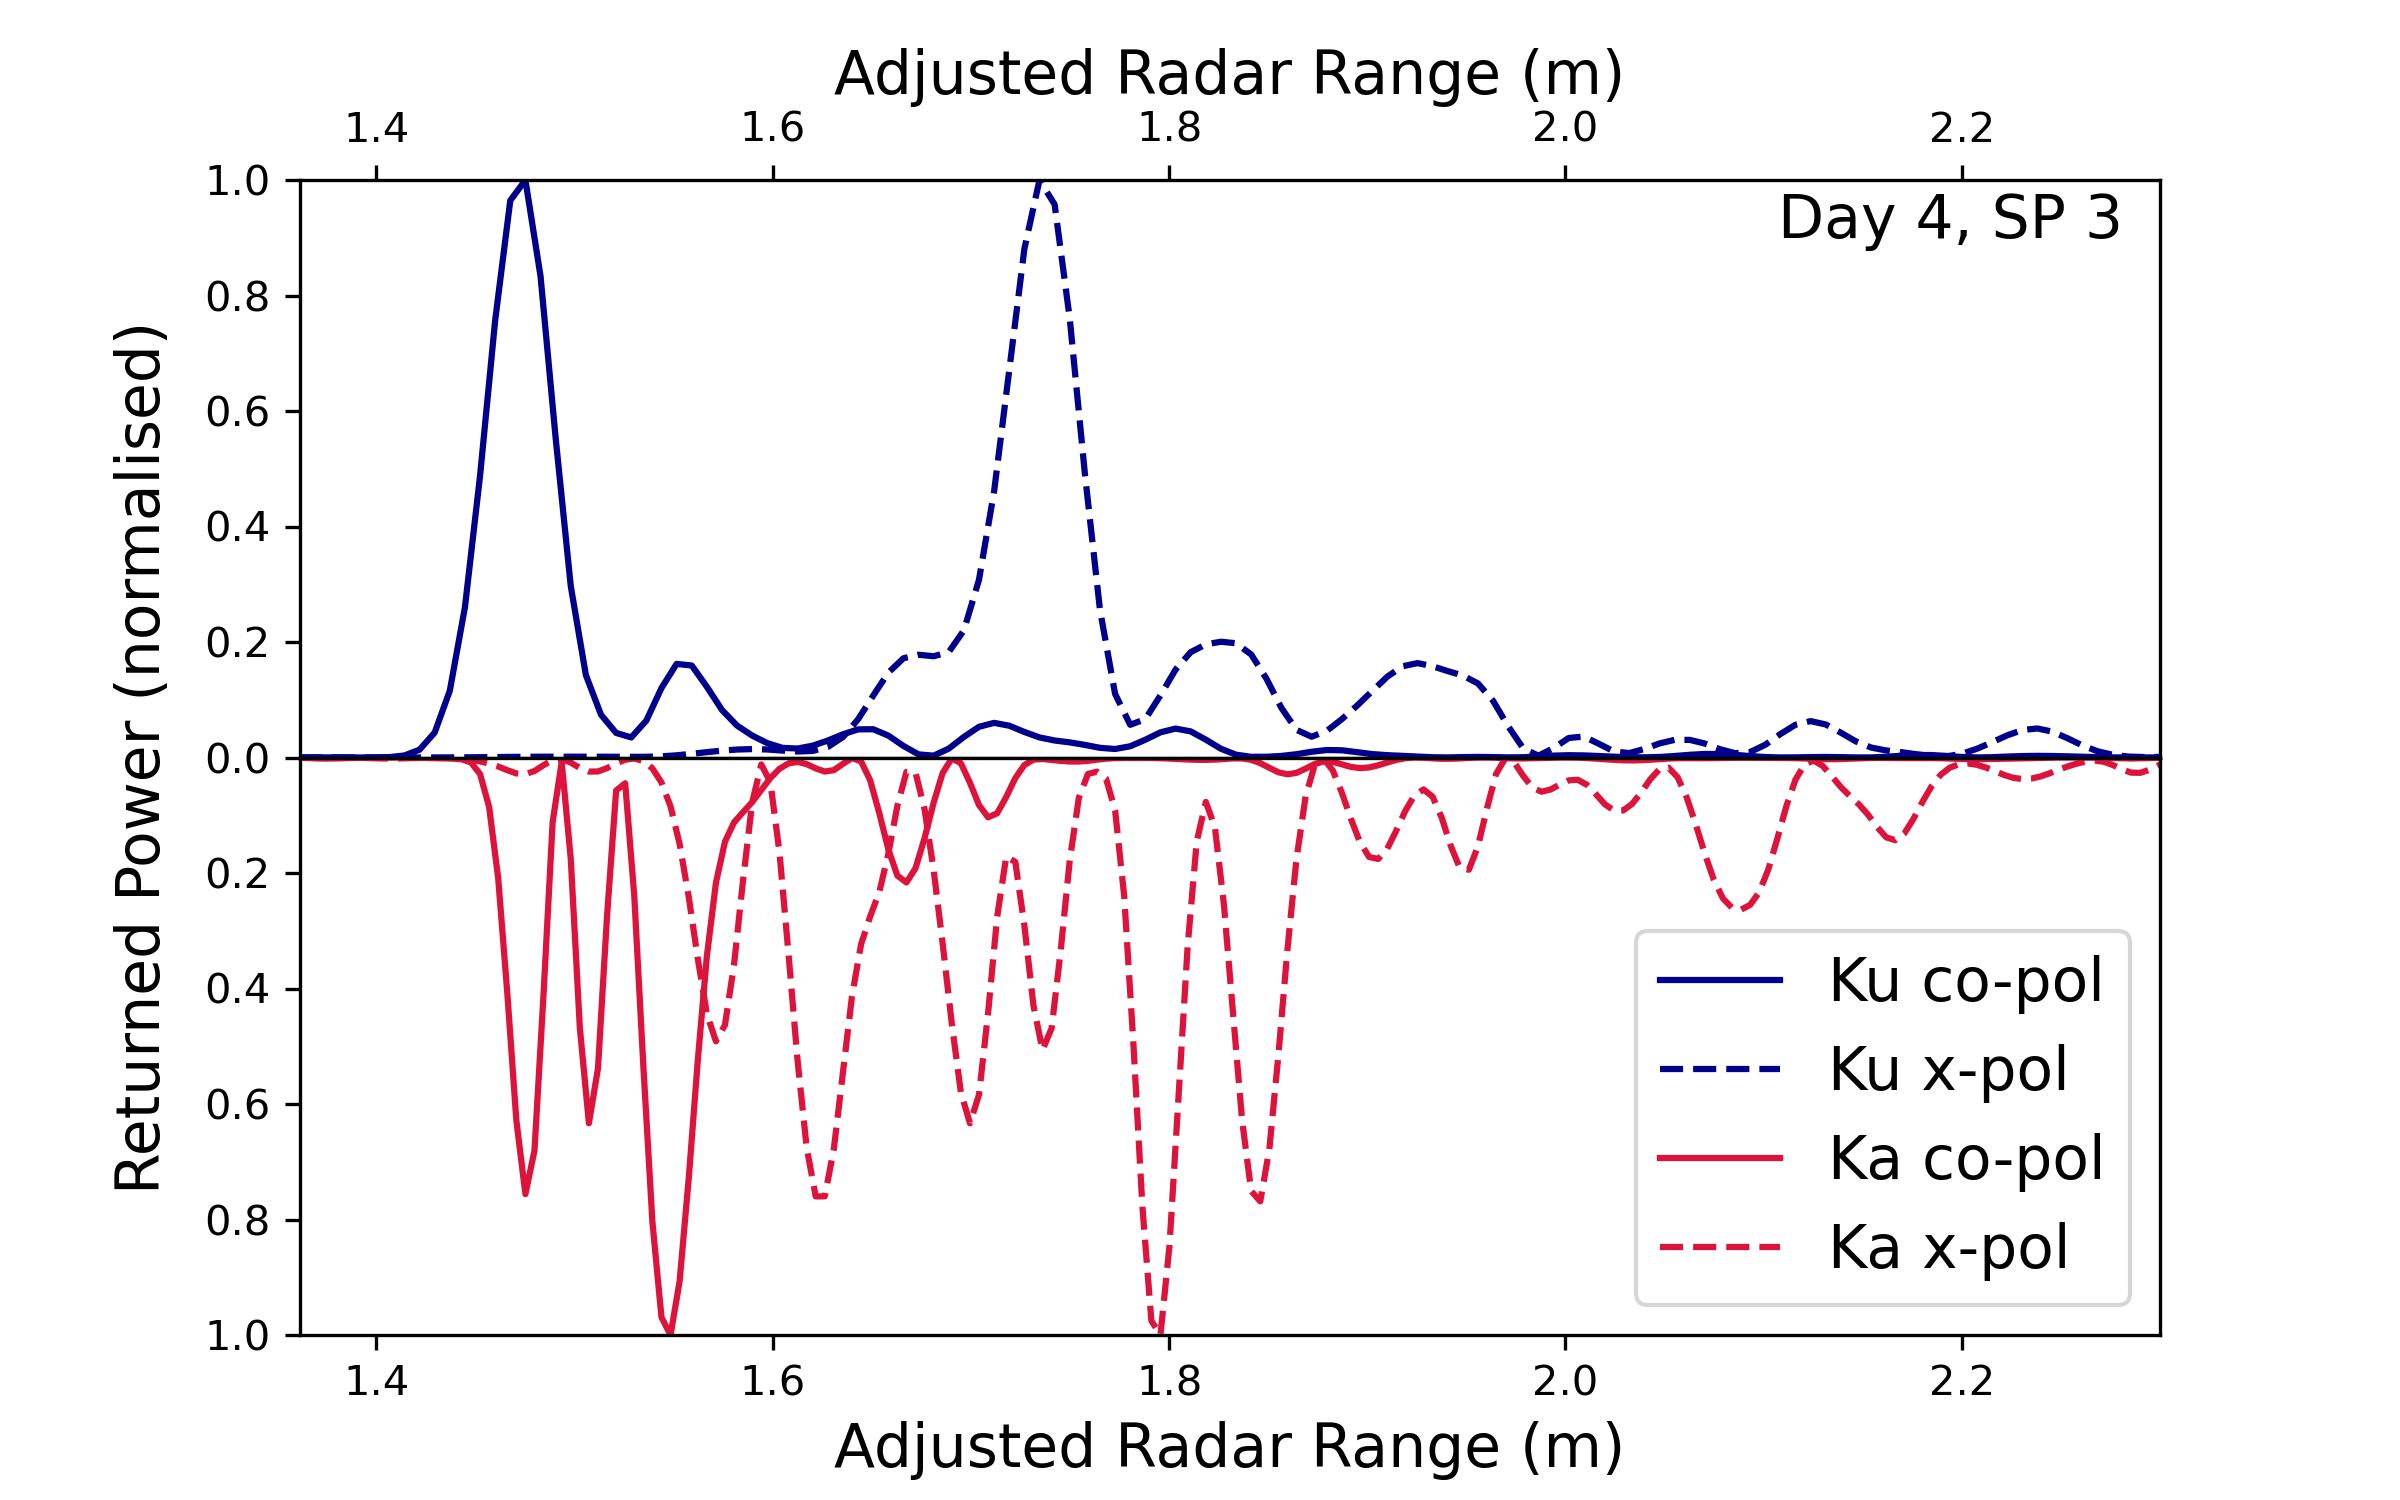 Adjusted Radar Range (m)
1.4 1.6 1.8 2.0 2.2
Day 4, SP 3
Returned Power (normalised)
1.0
0.8
0.6
0.4
0.2
0.0
0.2
0.4
0.6
0.8
1.0
Ku co-pol
Ku x-pol
Ka co-pol
Ka x-pol
1.4 1.6 1.8 2.0 2.2
Adjusted Radar Range (m)